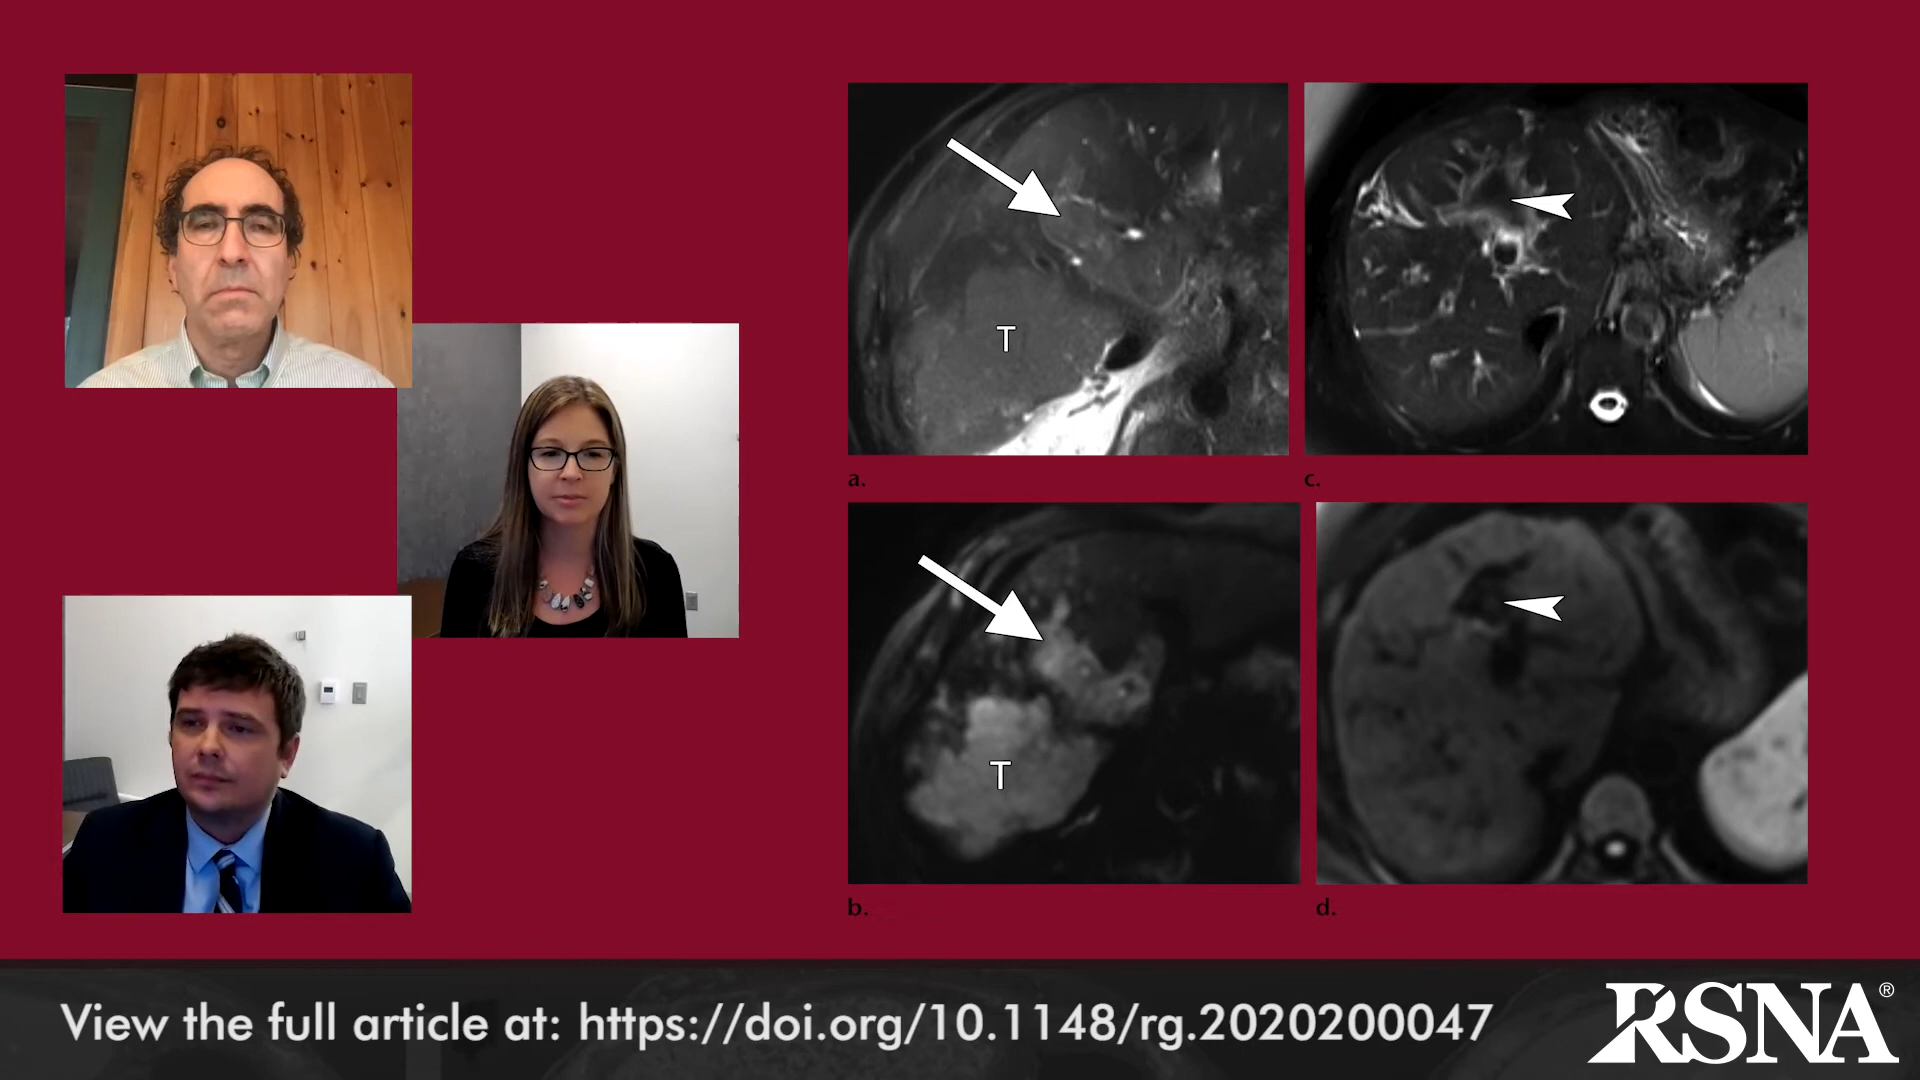 T
a.
c.
T
b.
d.
View the full article at: https://doi.org/10.1148/rg.2020200047
RSNA®